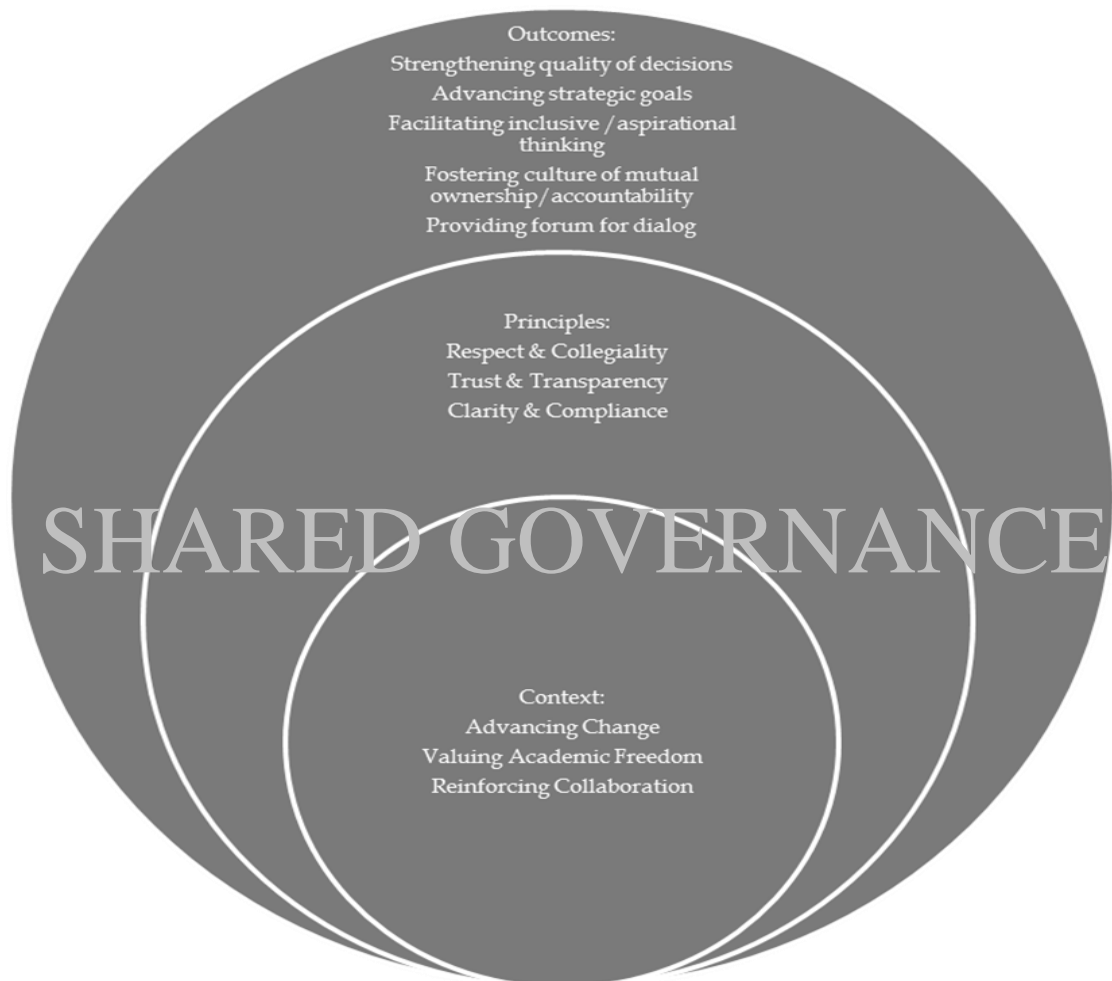 Outcomes:
Strengthening quality of decisions
Advancing strategic goals
Facilitating inclusive / aspirational
thinking
Fostering culture of mutual
ownership/accountability
Providing forum for dialog
Principles:
Respect & Collegiality
Trust & Transparency
Clarity & Compliance
SHARED GOVERNANCE
Context:
Advancing Change
Valuing Academic Freedom
Reinforcing Collaboration